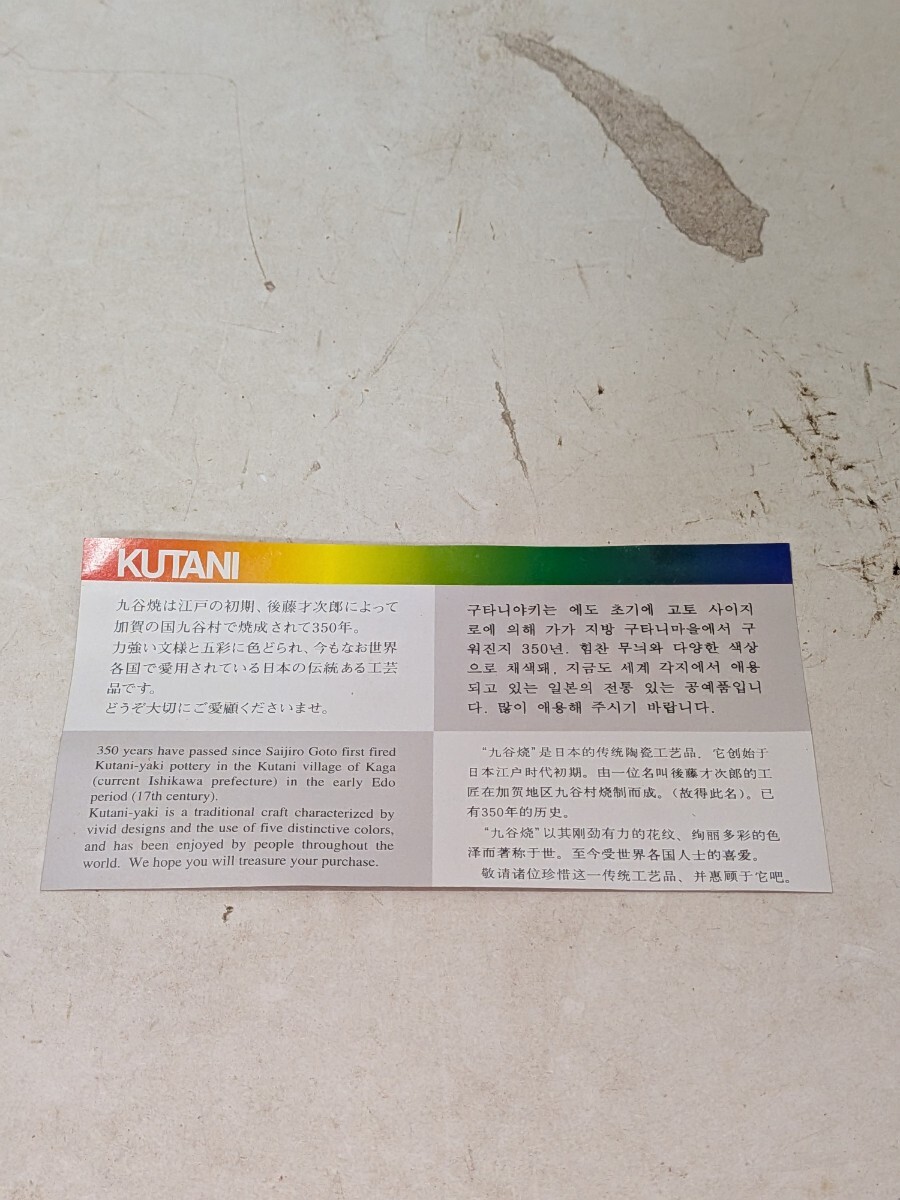 KUTANI
九谷焼は江戸の初期、後藤才次郎によって
加賀の国九谷村で焼成されて350年。
力強い文様と五彩に色どられ、今もなお世界
各国で愛用されている日本の伝統ある工芸
品です。
どうぞ大切にご愛顧くださいませ。
구타니야키는 에도 초기에 고토 사이지
로에 의해 가가 지방 구타니마을에서 구
워진지 350년. 힘찬 무늬와 다양한 색상
으로 채색돼, 지금도 세계 각지에서 애용
되고 있는 일본의 전통 있는 공예품입니
다. 많이 애용해 주시기 바랍니다.
350 years have passed since Saijiro Goto first fired
Kutani-yaki pottery in the Kutani village of Kaga
(current Ishikawa prefecture) in the early Edo
period (17th century).
Kutani-yaki is a traditional craft characterized by
vivid designs and the use of five distinctive colors,
and has been enjoyed by people throughout the
world. We hope you will treasure your purchase.
“九谷烧”是日本的传统陶瓷工艺品，它创始于
日本江户时代初期。由一位名叫後藤才次郎的工
匠在加贺地区九谷村烧制而成。（故得此名）。已
有350年的历史。
“九谷烧”以其刚劲有力的花纹、绚丽多彩的色
泽而著称于世。至今受世界各国人士的喜爱。
敬请诸位珍惜这一传统工艺品、并惠顾于它吧。